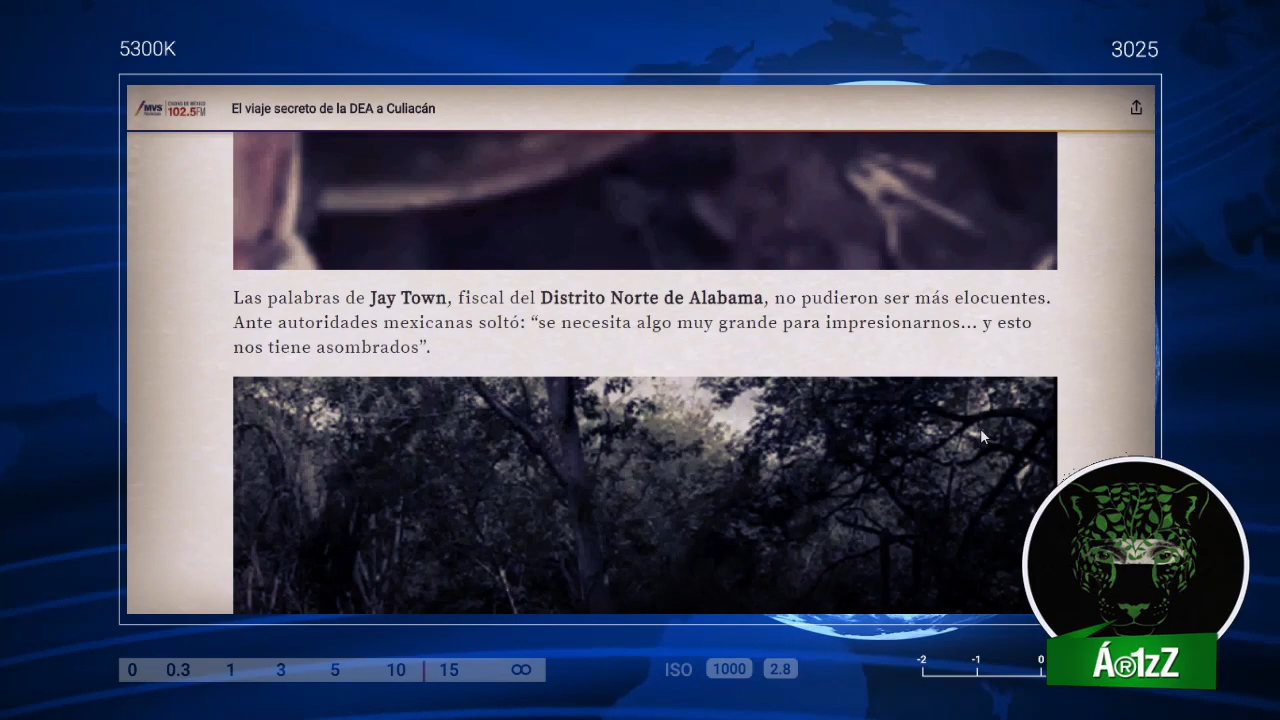 5300K
3025
MVS
102.5FM
El viaje secreto de la DEA a Culiacán
Las palabras de Jay Town, fiscal del Distrito Norte de Alabama, no pudieron ser más elocuentes.
Ante autoridades mexicanas soltó: “se necesita algo muy grande para impresionarnos... y esto
nos tiene asombrados”.
0 0.3 1 3 5 10 15 ∞
ISO 1000 2.8
-2 -1 0
Á®1zZ